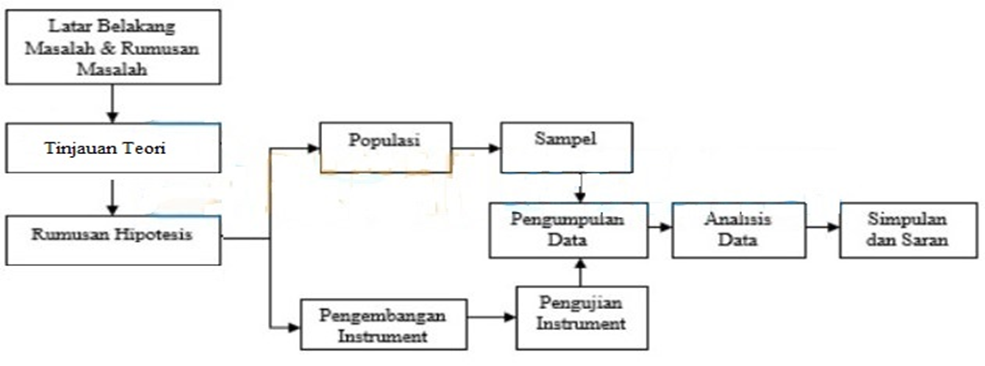 Latar Belakang
Masalah & Rumusan
Masalah
Tinjauan Teori
Rumusan Hipotesis
Populasi
Sampel
Pengumpulan
Data
Analisis
Data
Simpulan
dan Saran
Pengembangan
Instrument
Pengujian
Instrument